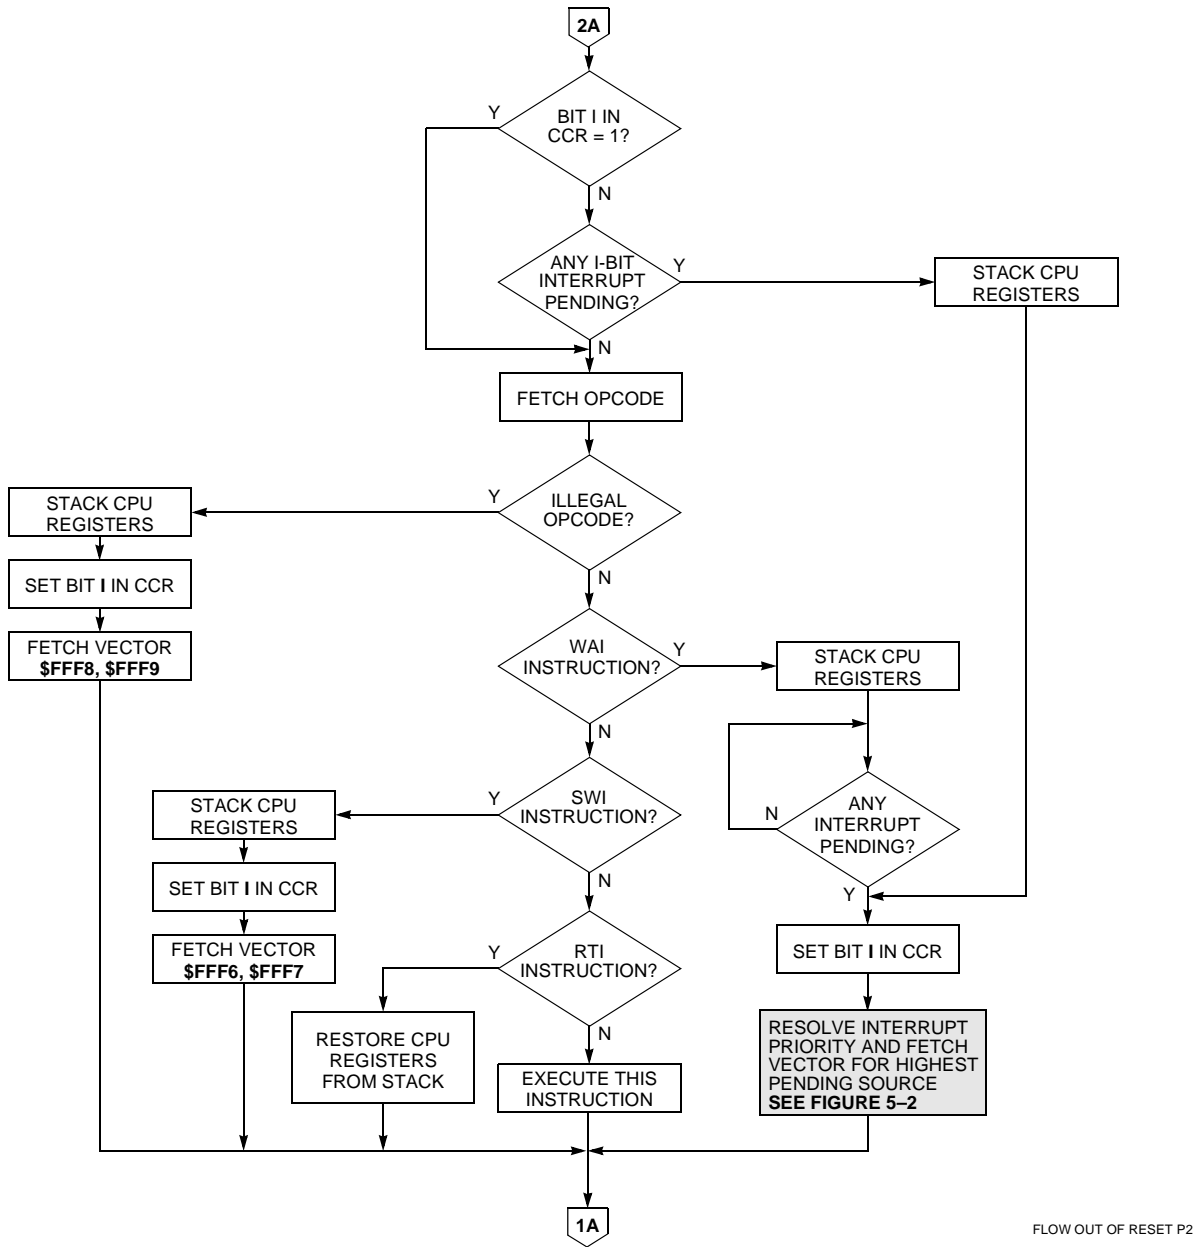 2A
BIT I IN
CCR = 1?
Y
N
ANY I-BIT
INTERRUPT
PENDING?
Y
N
STACK CPU
REGISTERS
FETCH OPCODE
ILLEGAL
OPCODE?
Y
N
STACK CPU
REGISTERS
SET BIT I IN CCR
FETCH VECTOR
$FFF8, $FFF9
WAI
INSTRUCTION?
Y
N
STACK CPU
REGISTERS
ANY
INTERRUPT
PENDING?
N
Y
SWI
INSTRUCTION?
Y
N
STACK CPU
REGISTERS
SET BIT I IN CCR
FETCH VECTOR
$FFF6, $FFF7
RTI
INSTRUCTION?
Y
N
RESTORE CPU
REGISTERS
FROM STACK
EXECUTE THIS
INSTRUCTION
SET BIT I IN CCR
RESOLVE INTERRUPT
PRIORITY AND FETCH
VECTOR FOR HIGHEST
PENDING SOURCE
SEE FIGURE 5–2
1A
FLOW OUT OF RESET P2